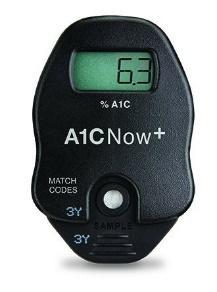 6.3
% A1C
A1CNow+
MATCH
CODES
3Y
SAMPLE
3Y